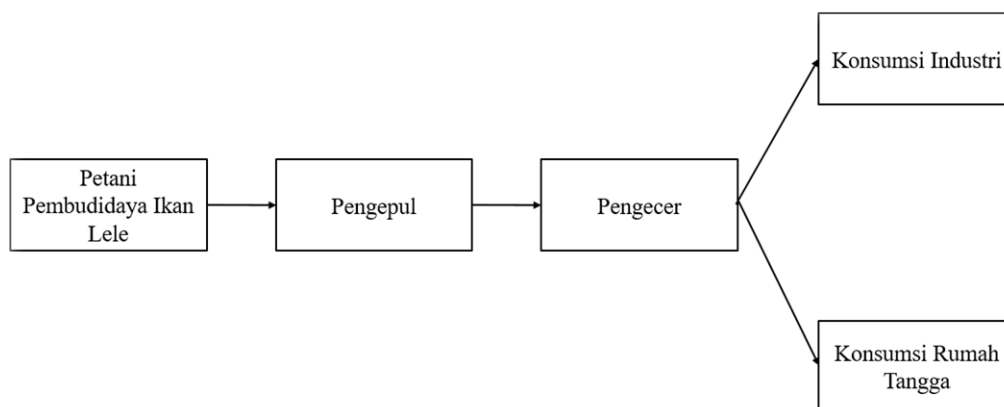 Konsumsi Industri
Petani
Pembudidaya Ikan
Lele
Pengepul
Pengecer
Konsumsi Rumah
Tangga